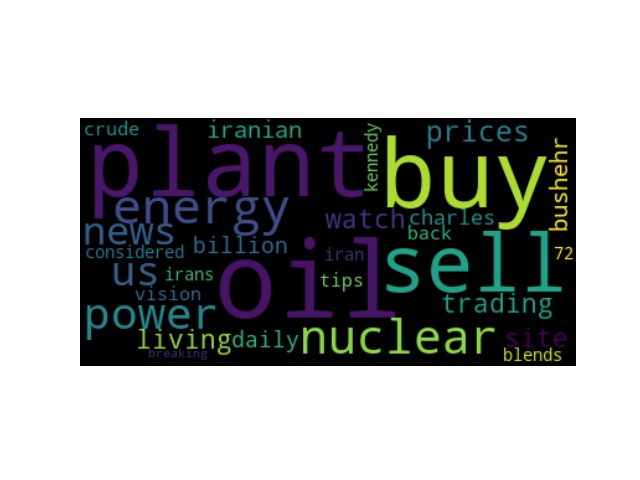 crude
iranian
kennedy
prices
plant
buy
bushehr
energy
news
watch
charles
back
considered
billion
iran
sell
72
us
irans
oil
tips
vision
trading
power
living
daily
nuclear
site
breaking
blends